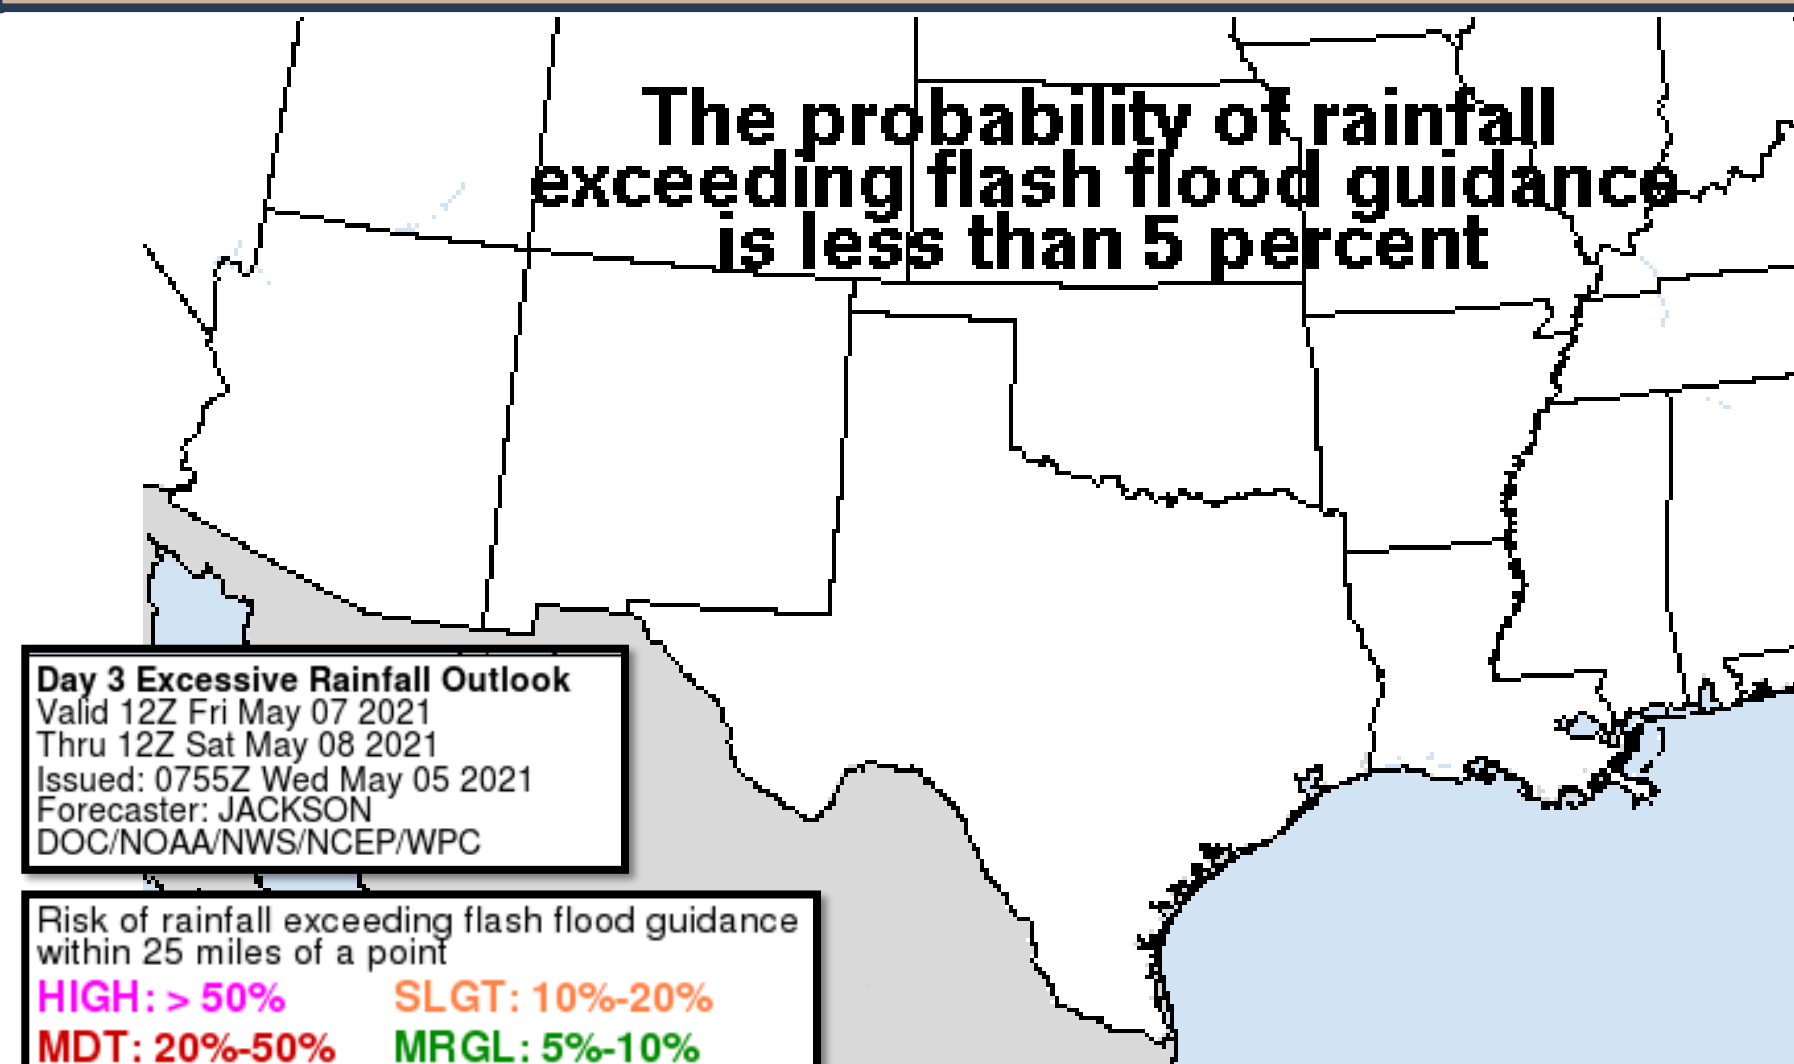 The probability of rainfall
exceeding flash flood guidance
is less than 5 percent
Day 3 Excessive Rainfall Outlook
Valid 12Z Fri May 07 2021
Thru 12Z Sat May 08 2021
Issued: 0755Z Wed May 05 2021
Forecaster: JACKSON
DOC/NOAA/NWS/NCEP/WPC
Risk of rainfall exceeding flash flood guidance
within 25 miles of a point
HIGH: > 50% SLGT: 10%-20%
MDT: 20%-50% MRGL: 5%-10%